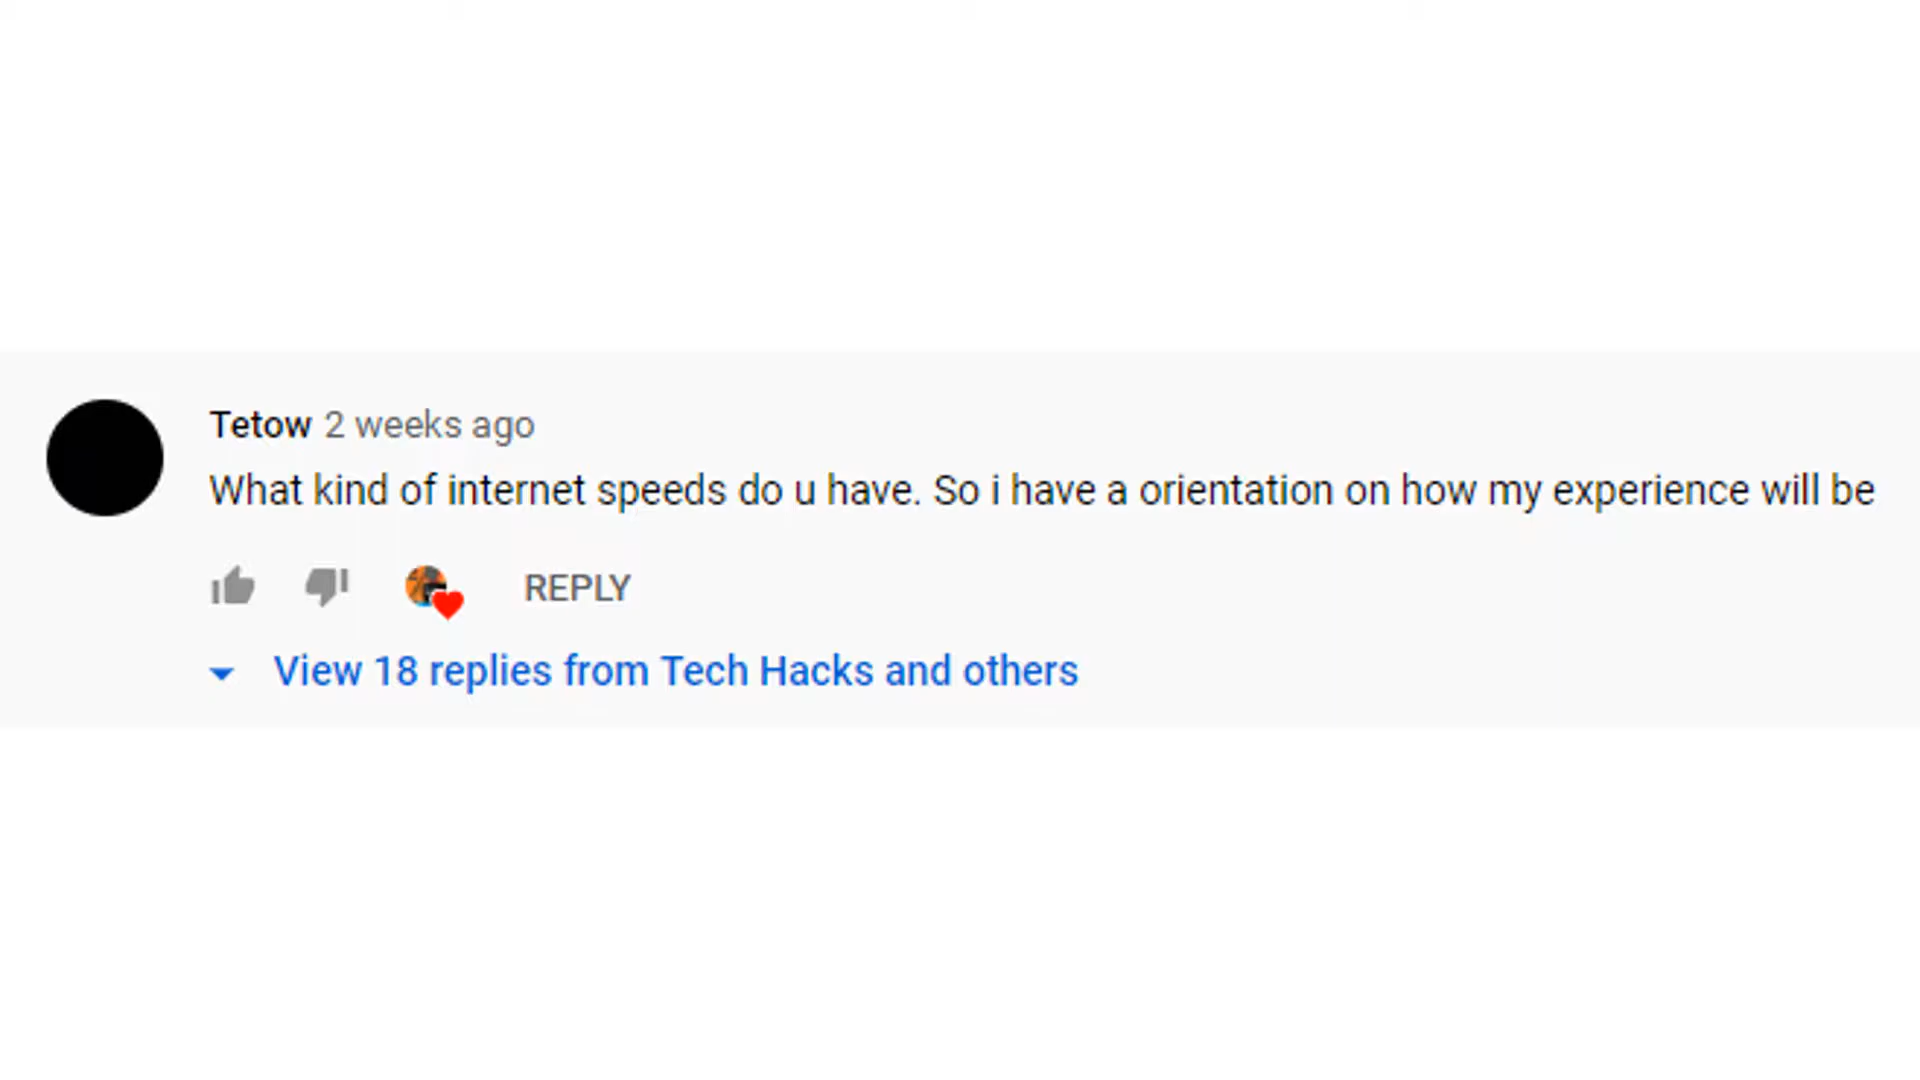 Tetow 2 weeks ago
What kind of internet speeds do u have. So i have a orientation on how my experience will be
REPLY
View 18 replies from Tech Hacks and others